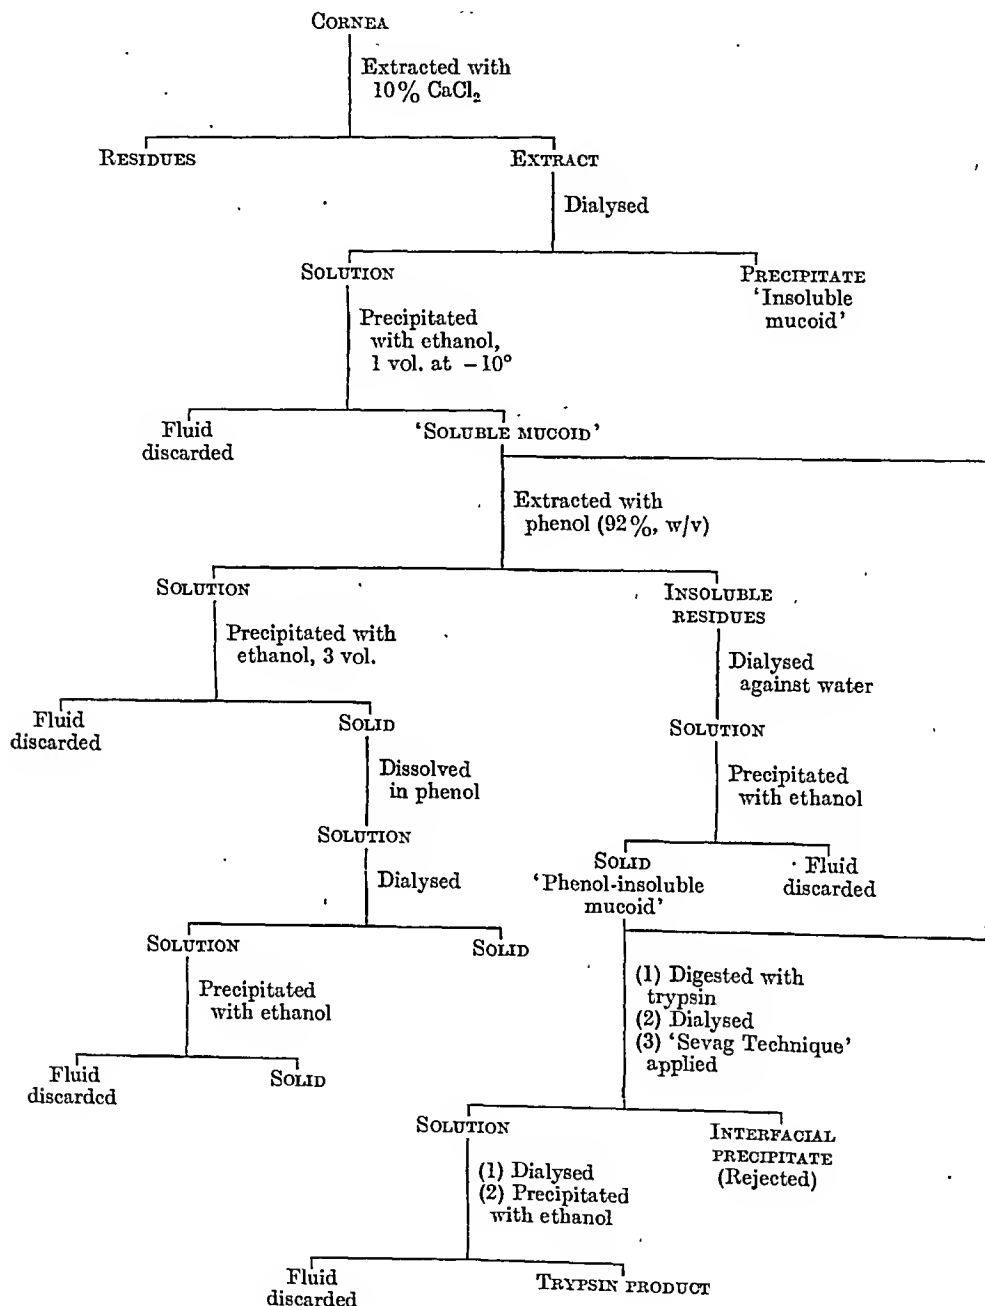 CORNEA
Extracted with
10% CaCl₂
RESIDUES
EXTRACT
Dialysed
SOLUTION
PRECIPITATE
'Insoluble
mucoid'
Precipitated
with ethanol,
1 vol. at −10°
Fluid
discarded
'SOLUBLE MUCOID'
Extracted with
phenol (92%, w/v)
SOLUTION
INSOLUBLE
RESIDUES
Precipitated with
ethanol, 3 vol.
Dialysed
against water
Fluid
discarded
SOLID
SOLUTION
Dissolved
in phenol
Precipitated
with ethanol
SOLUTION
SOLID
'Phenol-insoluble
mucoid'
Fluid
discarded
Dialysed
SOLUTION
SOLID
Precipitated
with ethanol
(1) Digested with
trypsin
(2) Dialysed
(3) 'Sevag Technique'
applied
Fluid
discarded
SOLID
SOLUTION
INTERFACIAL
PRECIPITATE
(Rejected)
(1) Dialysed
(2) Precipitated
with ethanol
Fluid
discarded
TRYPSIN PRODUCT